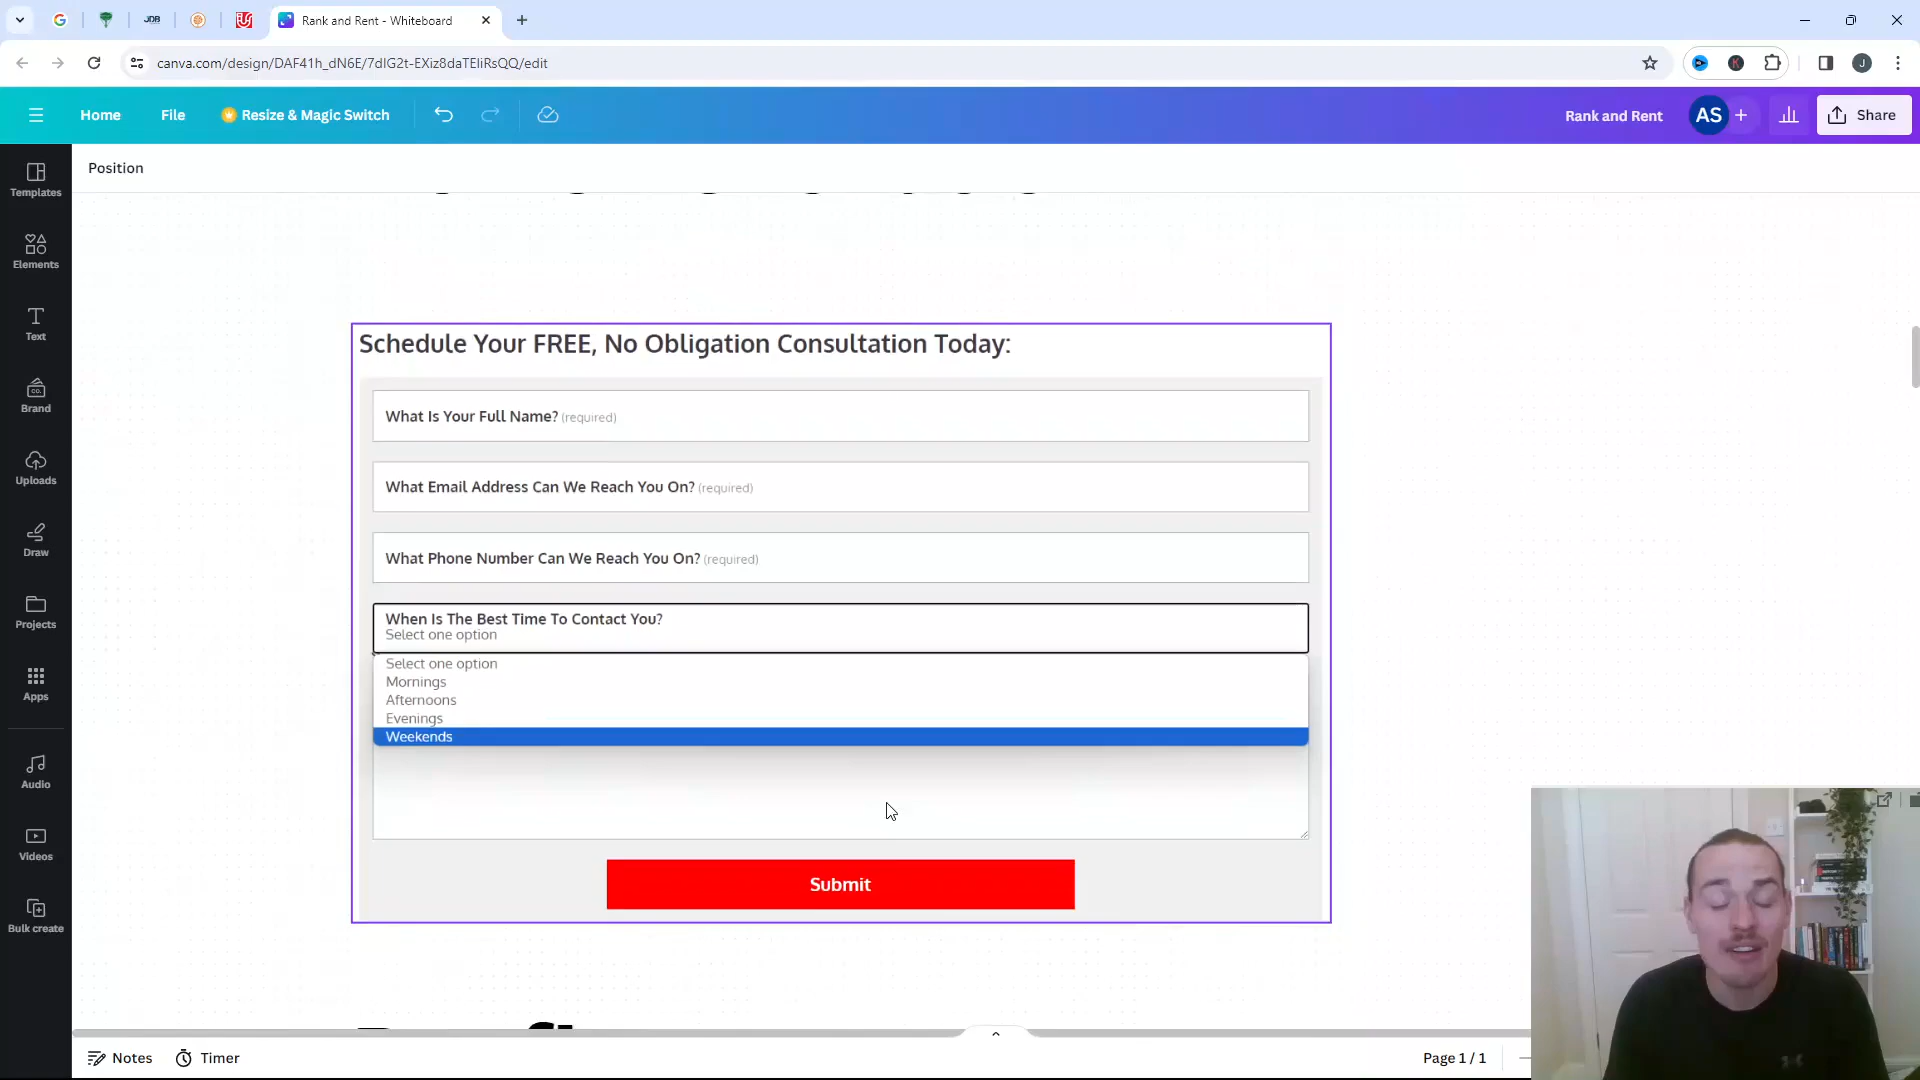 JDB
Rank and Rent - Whiteboard
canva.com/design/DAF41h_dN6E/7dIG2t-EXiz8daTEIiRsQQ/edit
K
J
Home
File
Resize & Magic Switch
Rank and Rent
AS
Share
Position
Templates
Elements
Text
Brand
Uploads
Draw
Projects
Apps
Audio
Videos
Bulk create
Schedule Your FREE, No Obligation Consultation Today:
What Is Your Full Name? (required)
What Email Address Can We Reach You On? (required)
What Phone Number Can We Reach You On? (required)
When Is The Best Time To Contact You?
Select one option
Select one option
Mornings
Afternoons
Evenings
Weekends
Submit
Notes
Timer
Page 1 / 1